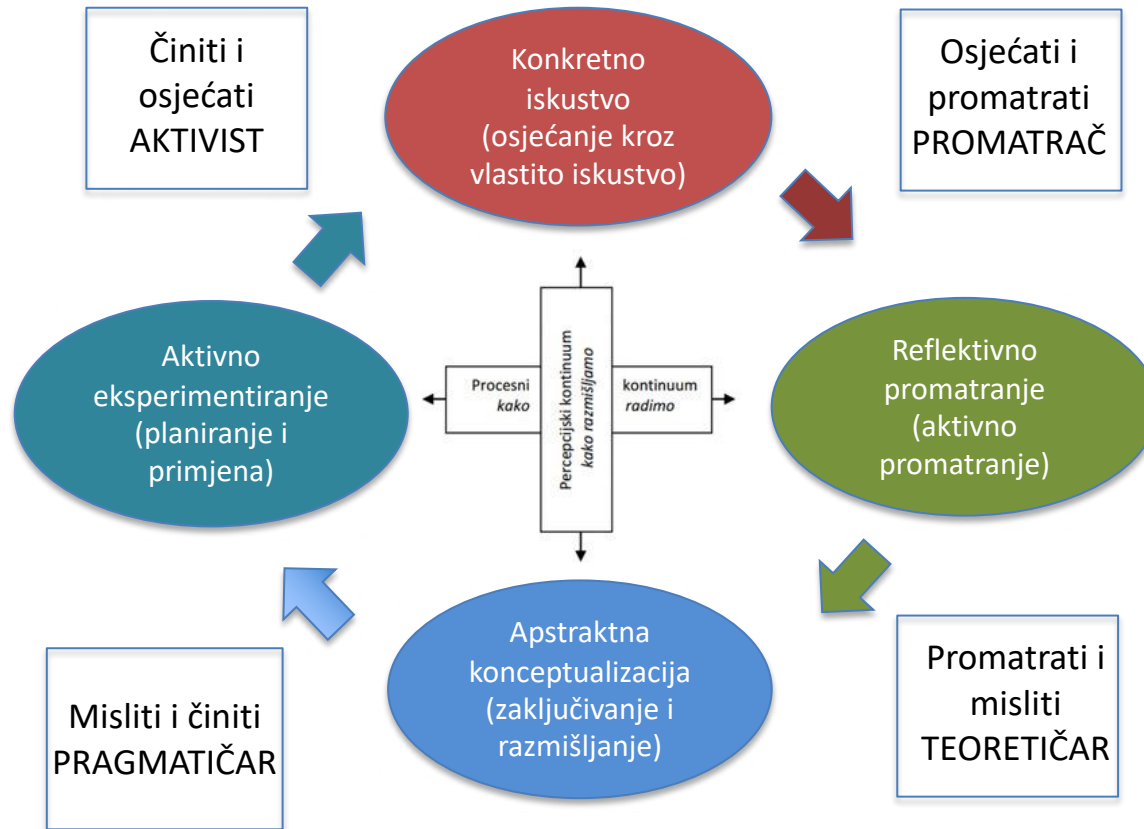 Činiti i
osjećati
AKTIVIST
Konkretno
iskustvo
(osjećanje kroz
vlastito iskustvo)
Osjećati i
promatrati
PROMATRAČ
Aktivno
eksperimentiranje
(planiranje i
primjena)
Procesni
kako
Percepcijski kontinuum
kako razmišljamo
kontinuum
radimo
Reflektivno
promatranje
(aktivno
promatranje)
Misliti i činiti
PRAGMATIČAR
Apstraktna
konceptualizacija
(zaključivanje i
razmišljanje)
Promatrati i
misliti
TEORETIČAR